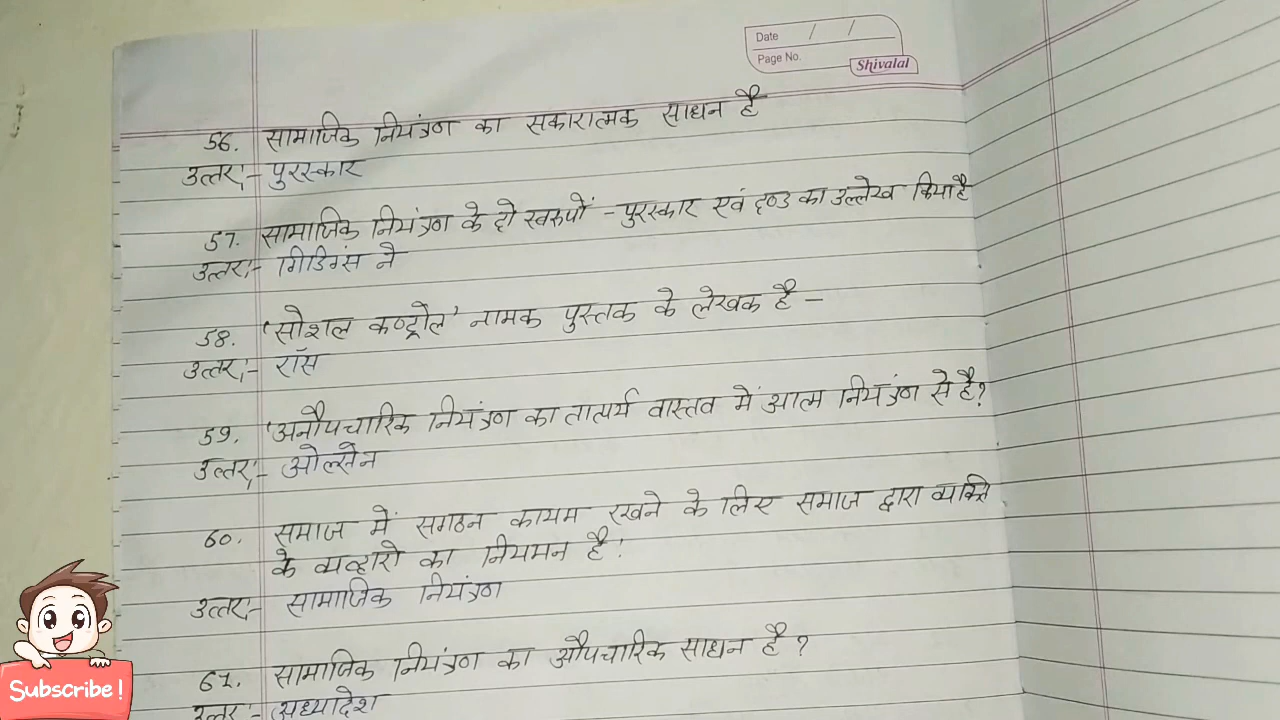 Date / /
Page No.
Shivalal
56. सामाजिक नियंत्रण का सकारात्मक साधन है
उत्तर:- पुरस्कार
57. सामाजिक नियंत्रण के दो स्वरुपों - पुरस्कार एवं दण्ड का उल्लेख किया है
उत्तर:- गिडिंग्स ने
58. 'सोशल कण्ट्रोल' नामक पुस्तक के लेखक है -
उत्तर:- रॉस
59. 'अनौपचारिक नियंत्रण का तात्पर्य वास्तव में आत्म नियंत्रण से है?
उत्तर:- ओल्सेन
60. समाज में सगठन कायम रखने के लिए समाज द्वारा व्यक्ति
के व्यव्हारो का नियमन है!
उत्तर:- सामाजिक नियंत्रण
61. सामाजिक नियंत्रण का औपचारिक साधन है ?
उत्तर:- अध्यादेश
Subscribe!